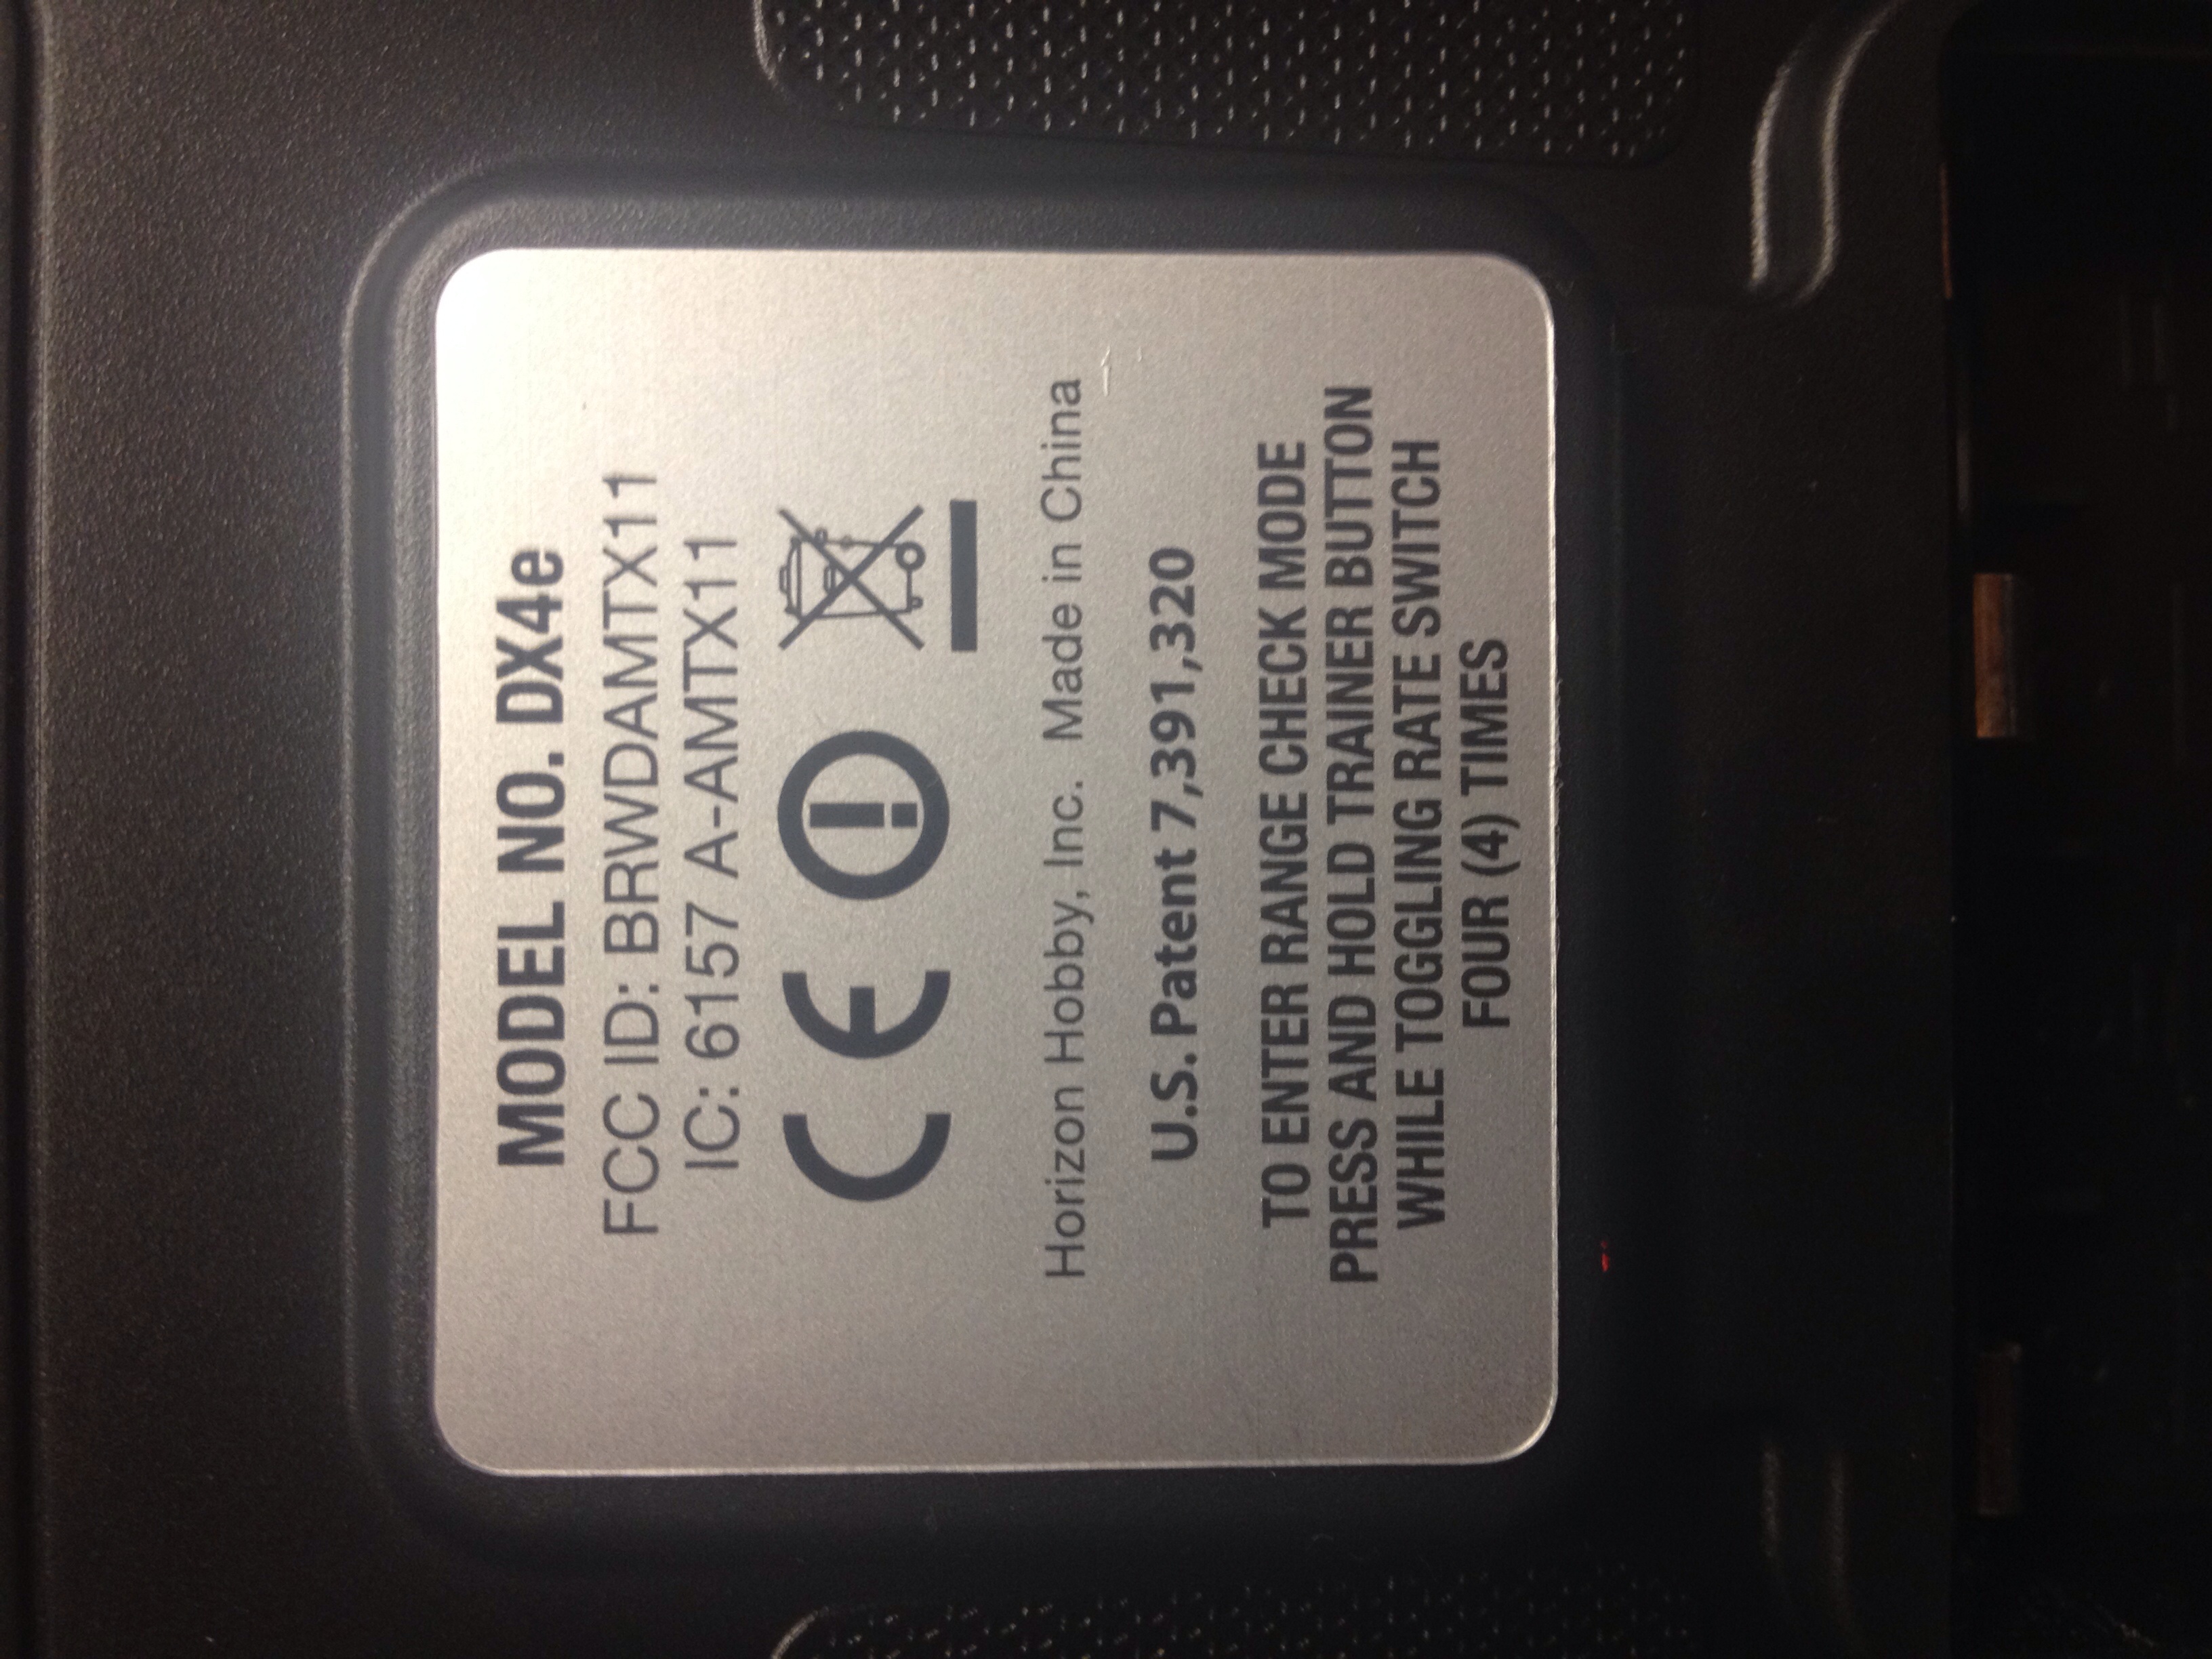 MODEL NO. DX4e
FCC ID: BRWDAMTX11
IC: 6157 A-AMTX11
CE
Horizon Hobby, Inc. Made in China
U.S. Patent 7,391,320
TO ENTER RANGE CHECK MODE
PRESS AND HOLD TRAINER BUTTON
WHILE TOGGLING RATE SWITCH
FOUR (4) TIMES